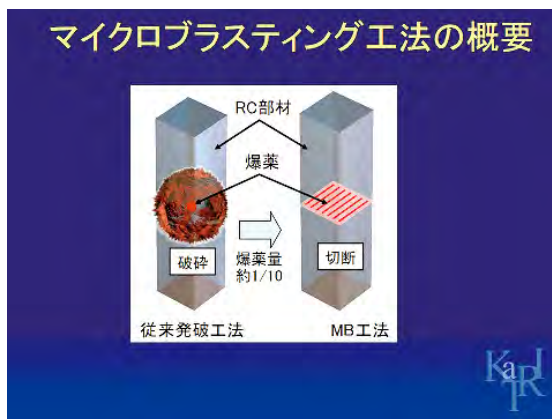 マイクロブラスティング工法の概要
RC部材
爆薬
破砕
爆薬量
約1/10
切断
従来発破工法
MB工法
KaTRI